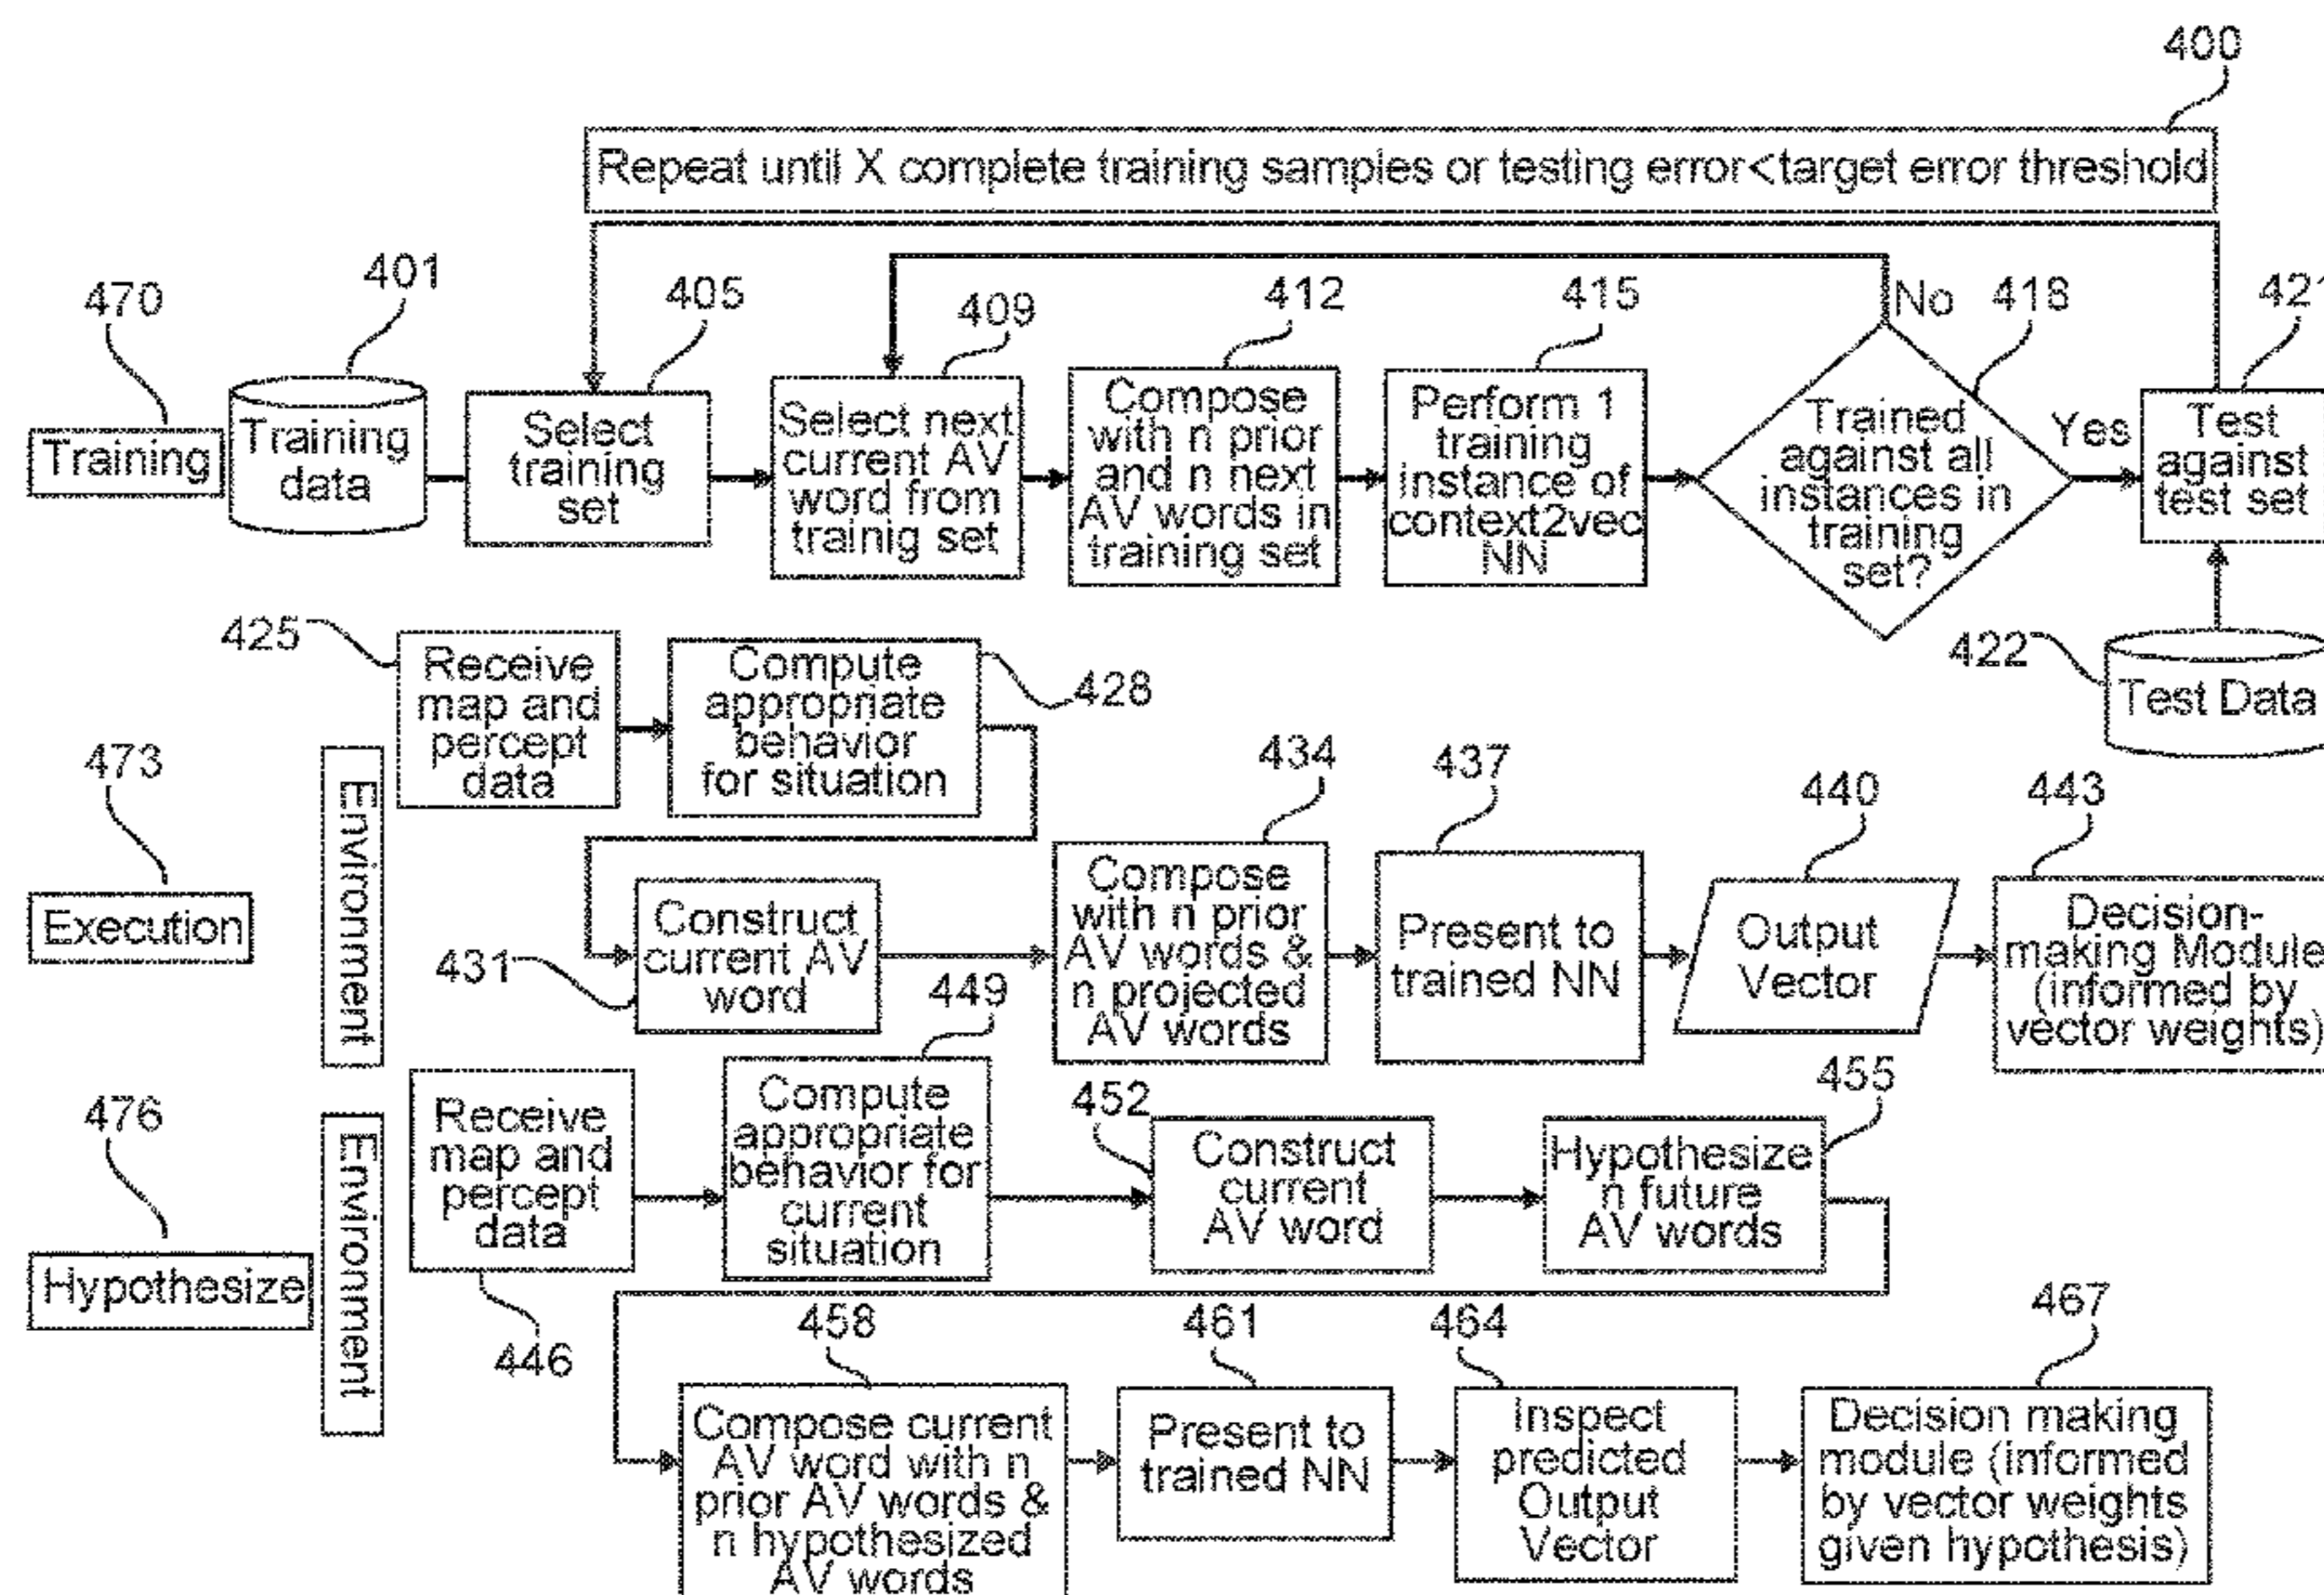 400
Repeat until X complete training samples or testing error<target error threshold
470
401
405
409
412
415
No
418
421
Training
Training
data
Select
training
set
Select next
current AV
word from
trainig set
Compose
with n prior
and n next
AV words in
training set
Perform 1
training
instance of
context2vec
NN
Trained
against all
instances in
training
set?
Yes
Test
against
test set
422
Test Data
425
Receive
map and
percept
data
Compute
appropriate
behavior
for situation
428
473
Execution
Environment
431
Construct
current AV
word
434
Compose
with n prior
AV words &
n projected
AV words
437
Present to
trained NN
440
Output
Vector
443
Decision-
making Module
(informed by
vector weights)
476
Hypothesize
Environment
Receive
map and
percept
data
446
449
Compute
appropriate
behavior for
current
situation
452
Construct
current
AV word
455
Hypothesize
n future
AV words
458
Compose current
AV word with n
prior AV words &
n hypothesized
AV words
461
Present to
trained NN
464
Inspect
predicted
Output
Vector
467
Decision making
module (informed
by vector weights
given hypothesis)